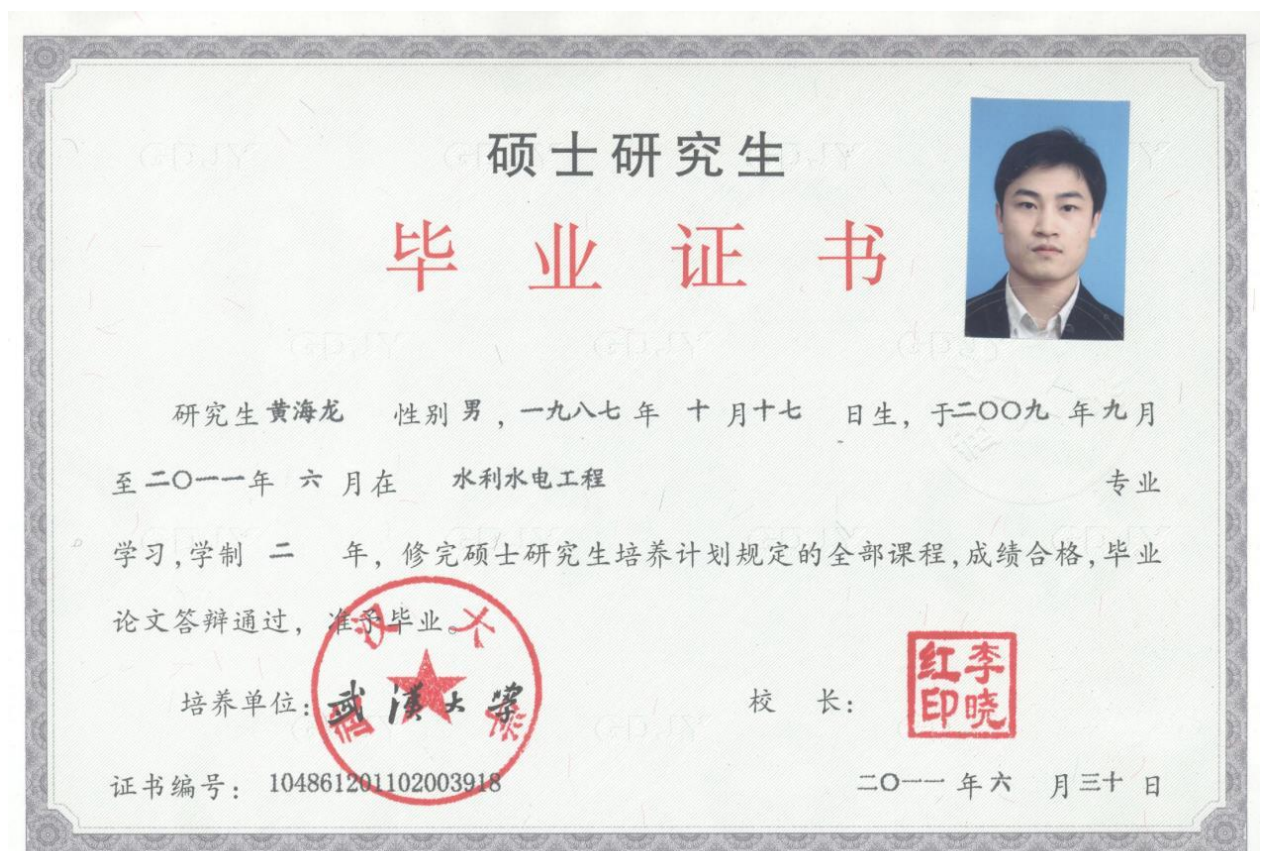 硕士研究生
毕业证书
研究生 黄海龙 性别 男，一九八七 年 十 月 十七 日生，于二〇〇九 年 九 月
至 二〇一一 年 六 月在 水利水电工程 专业
学习，学制 二 年，修完硕士研究生培养计划规定的全部课程，成绩合格，毕业
论文答辩通过，准予毕业。
武汉大学
培养单位：武漢大學
校长：
李晓红印
证书编号：104861201102003918
二〇一一 年 六 月 三十 日